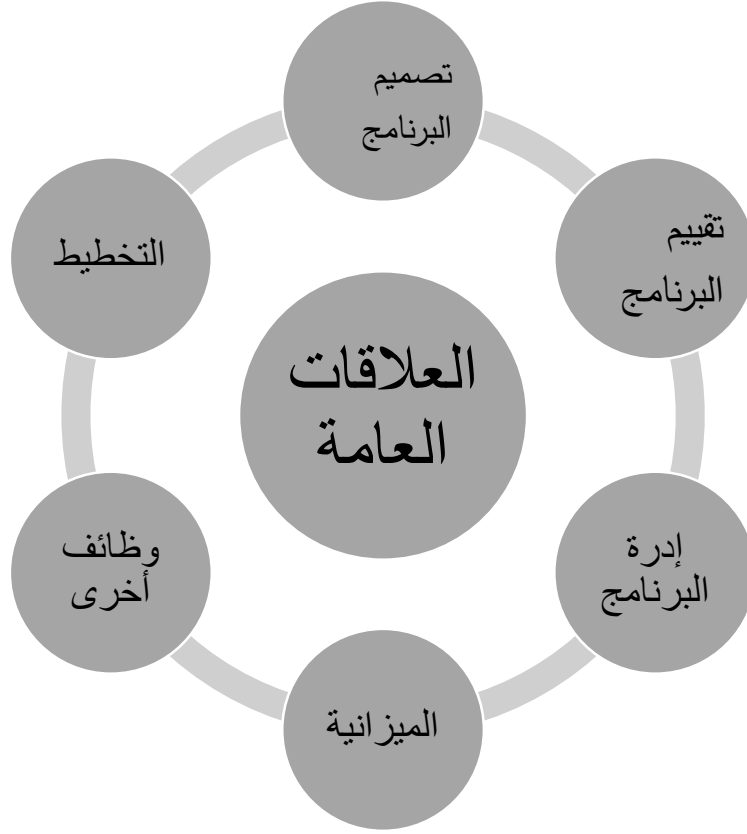 تصميم
البرنامج
تقييم
البرنامج
التخطيط
العلاقات
العامة
إدرة
البرنامج
وظائف
أخرى
الميزانية